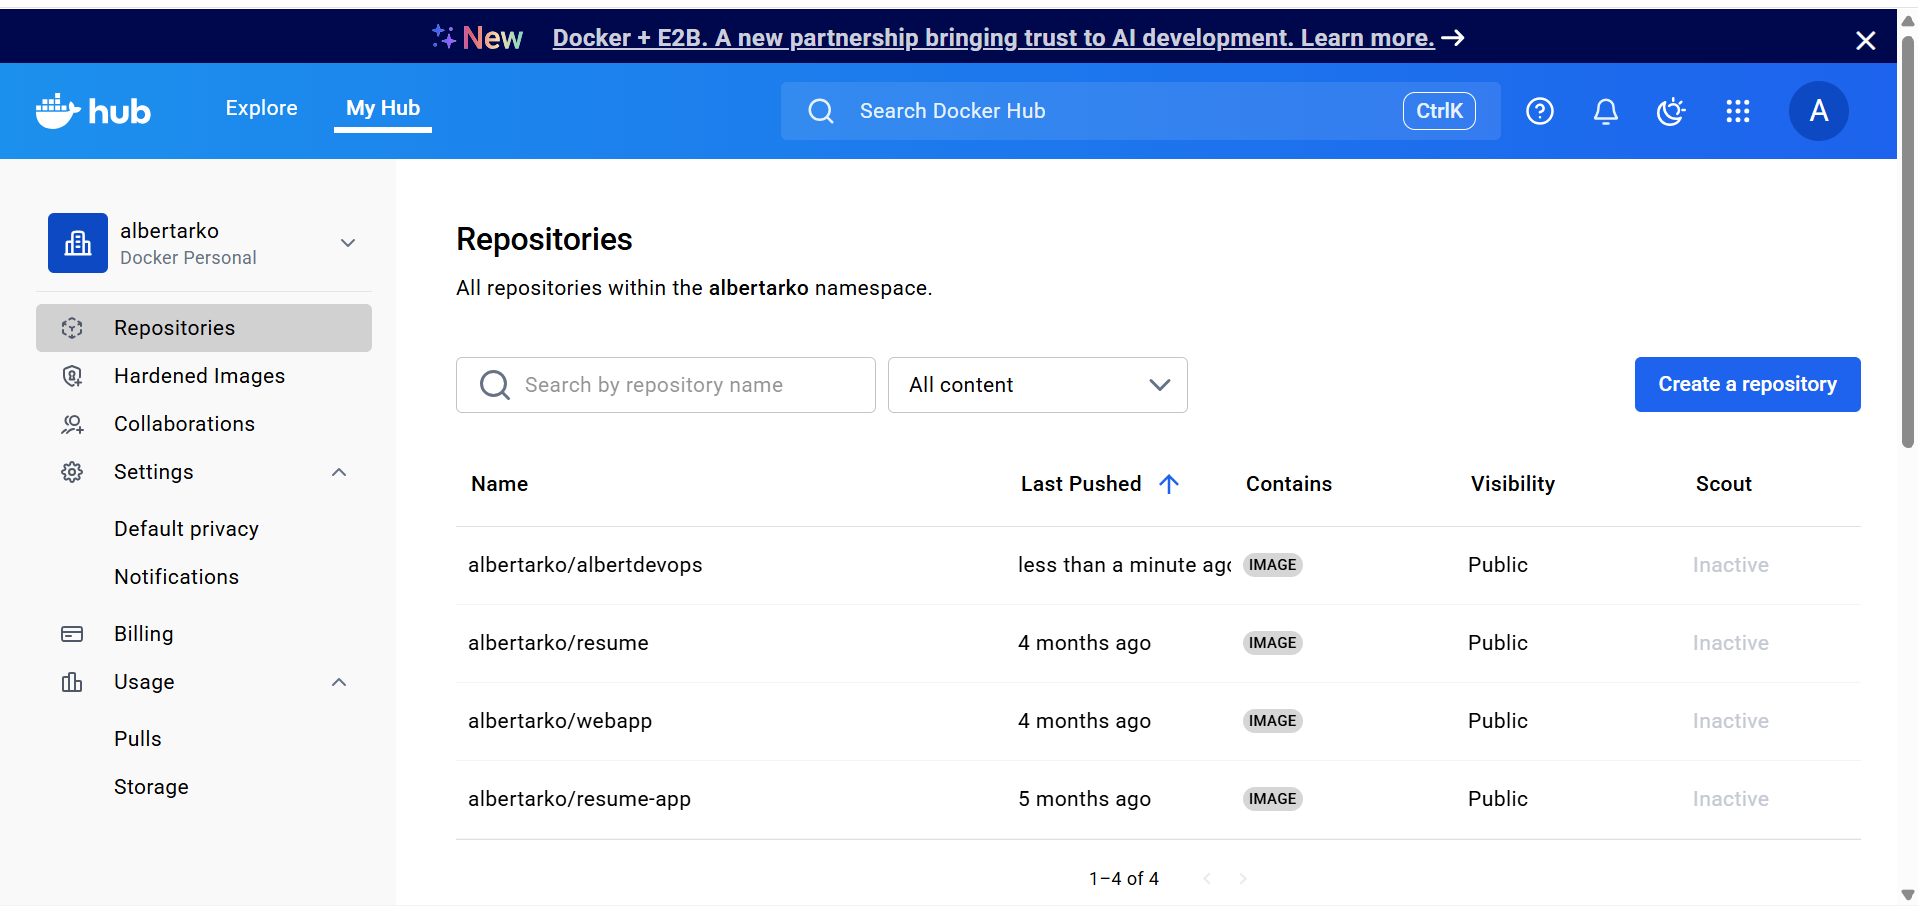 New Docker + E2B. A new partnership bringing trust to AI development. Learn more. →
hub Explore My Hub Search Docker Hub CtrlK A
albertarko
Docker Personal
Repositories
Hardened Images
Collaborations
Settings
Default privacy
Notifications
Billing
Usage
Pulls
Storage
Repositories
All repositories within the albertarko namespace.
Search by repository name All content Create a repository
Name Last Pushed Contains Visibility Scout
albertarko/albertdevops less than a minute ago IMAGE Public Inactive
albertarko/resume 4 months ago IMAGE Public Inactive
albertarko/webapp 4 months ago IMAGE Public Inactive
albertarko/resume-app 5 months ago IMAGE Public Inactive
1–4 of 4